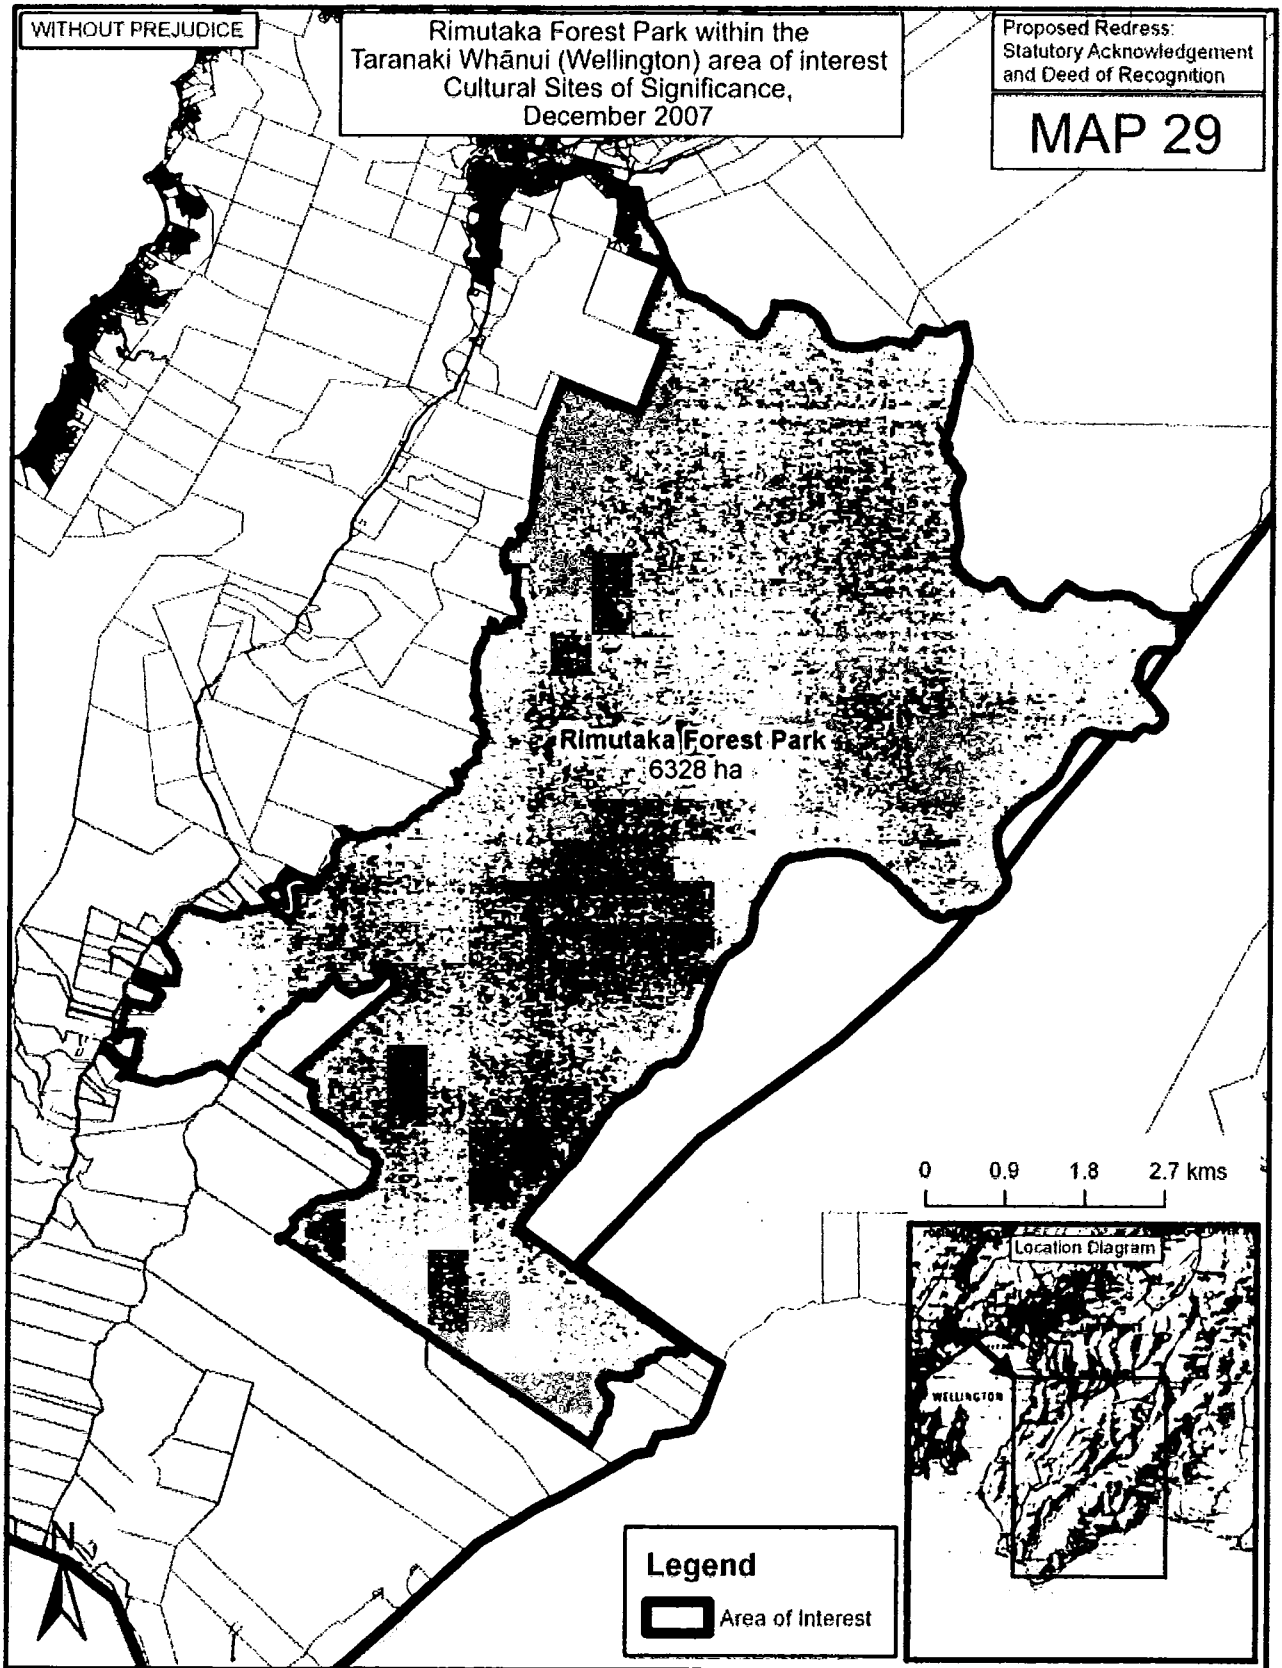 WITHOUT PREJUDICE
Rimutaka Forest Park within the
Taranaki Whānui (Wellington) area of interest
Cultural Sites of Significance,
December 2007
Proposed Redress:
Statutory Acknowledgement
and Deed of Recognition
MAP 29
Rimutaka Forest Park
6328 ha
0 0.9 1.8 2.7 kms
Location Diagram
WELLINGTON
N
Legend
Area of Interest